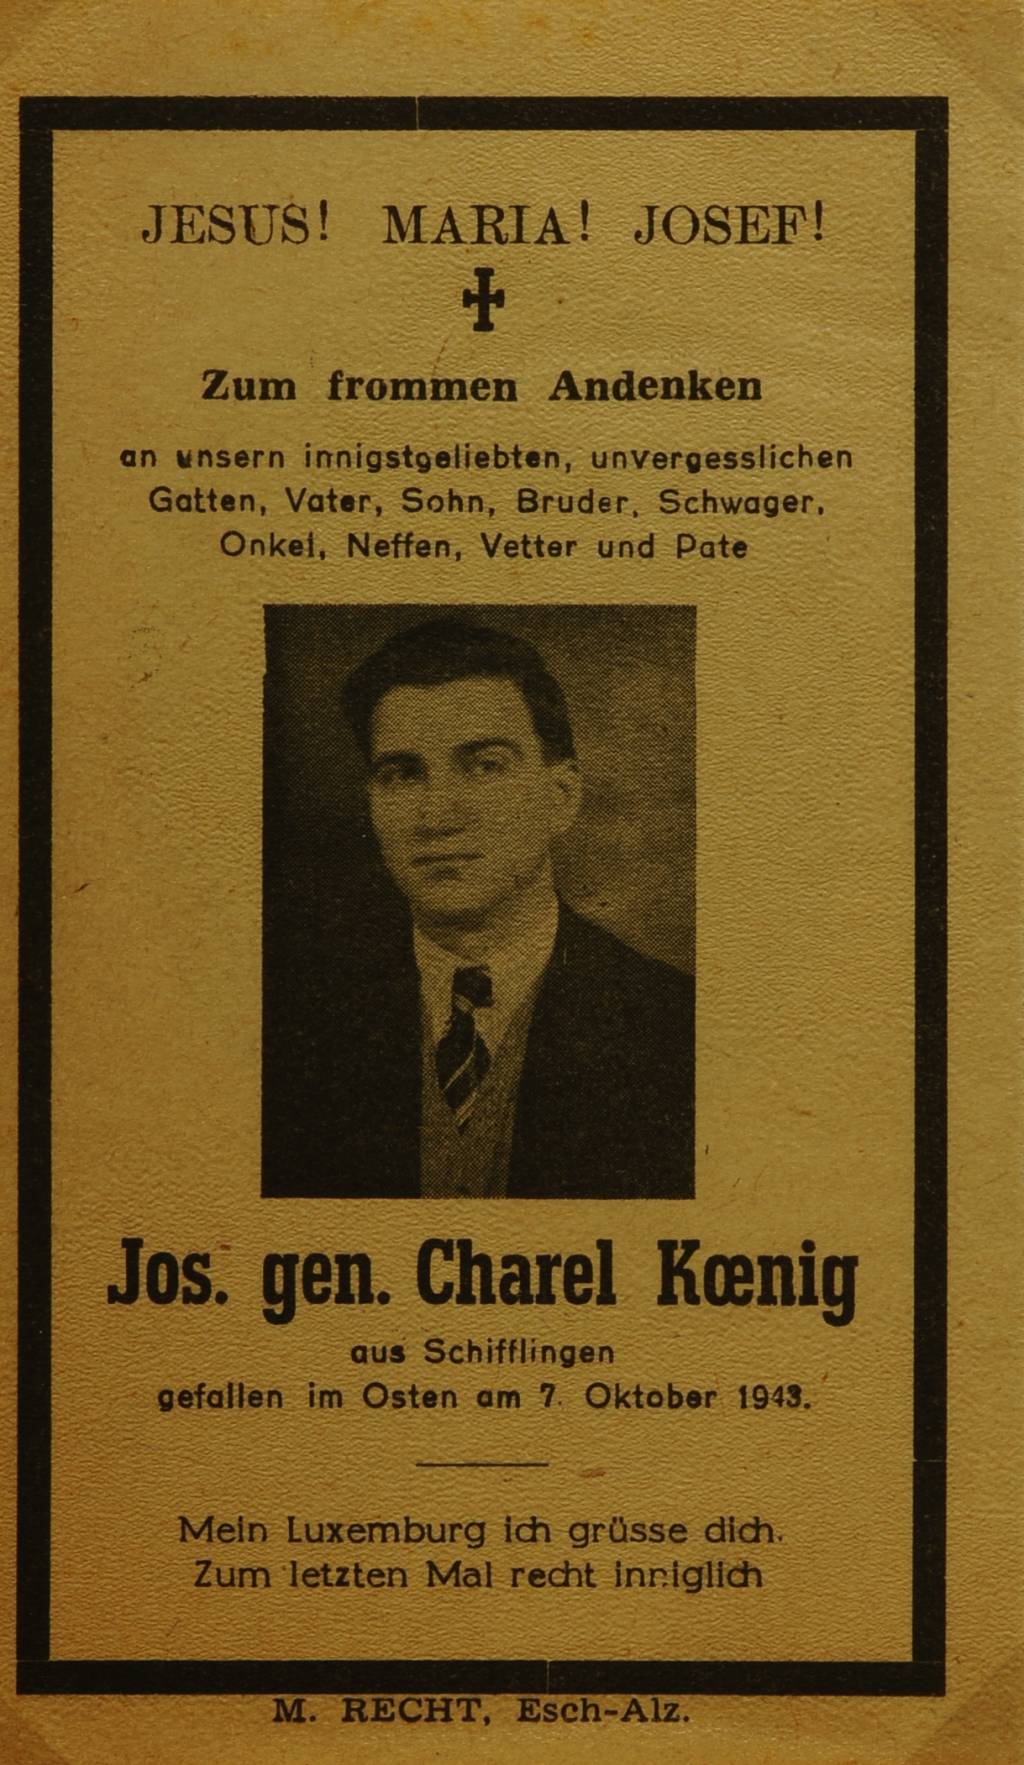 JESUS! MARIA! JOSEF!
Zum frommen Andenken
an unsern innigstgeliebten, unvergesslichen
Gatten, Vater, Sohn, Bruder, Schwager,
Onkel, Neffen, Vetter und Pate
Jos. gen. Charel Kœnig
aus Schifflingen
gefallen im Osten am 7. Oktober 1943.
Mein Luxemburg ich grüsse dich.
Zum letzten Mal recht inniglich
M. RECHT, Esch-Alz.